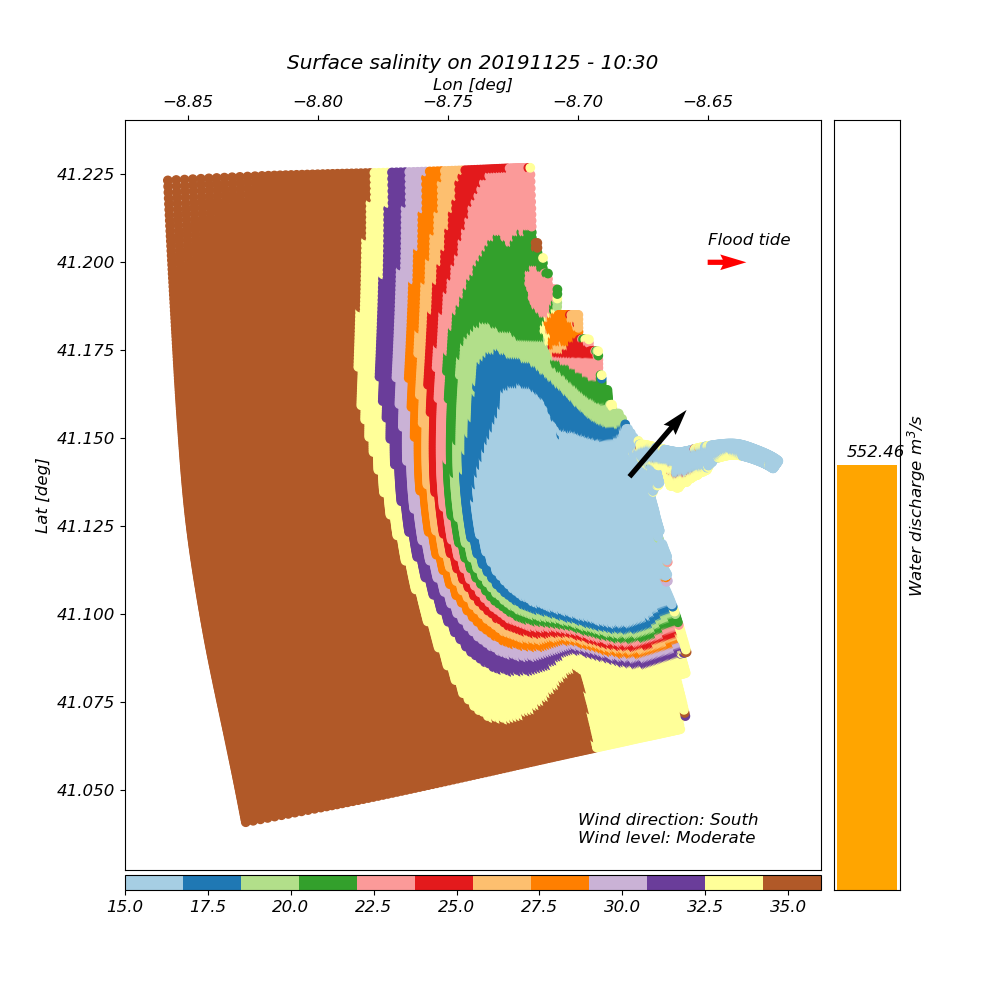 Surface salinity on 20191125 - 10:30
Lon [deg]
−8.85 −8.80 −8.75 −8.70 −8.65
41.225
41.200
41.175
41.150
41.125
41.100
41.075
41.050
Lat [deg]
Flood tide
Wind direction: South
Wind level: Moderate
552.46
Water discharge m³/s
15.0 17.5 20.0 22.5 25.0 27.5 30.0 32.5 35.0